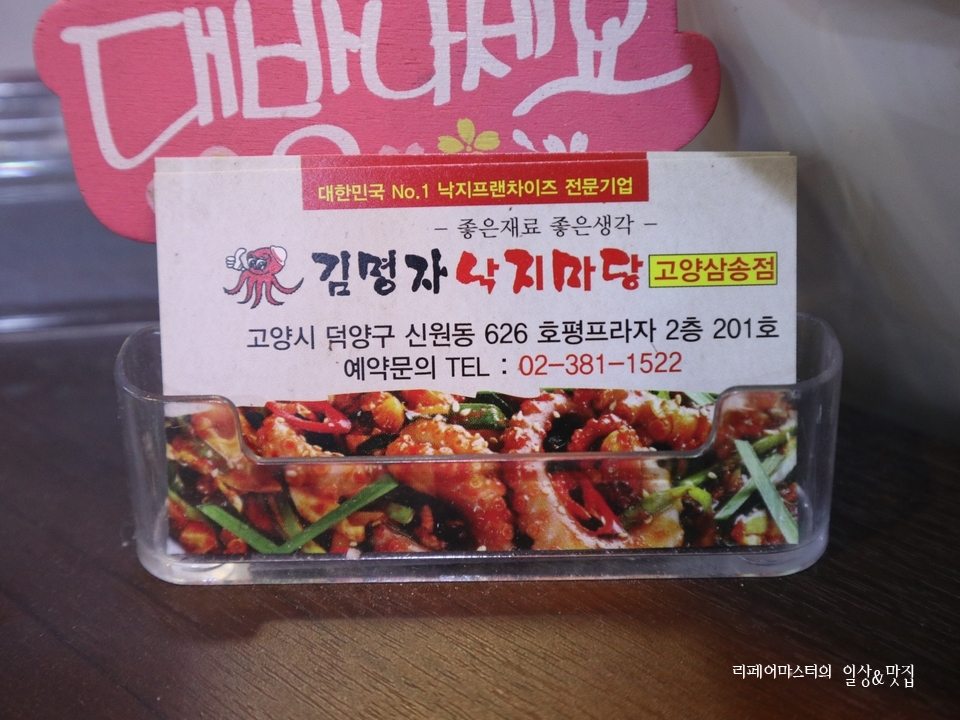 대박나세요
대한민국 No.1 낙지프랜차이즈 전문기업
- 좋은재료 좋은생각 -
김명자 낙지마당 고양삼송점
고양시 덕양구 신원동 626 호평프라자 2층 201호
예약문의 TEL : 02-381-1522
리페어마스터의 일상&맛집